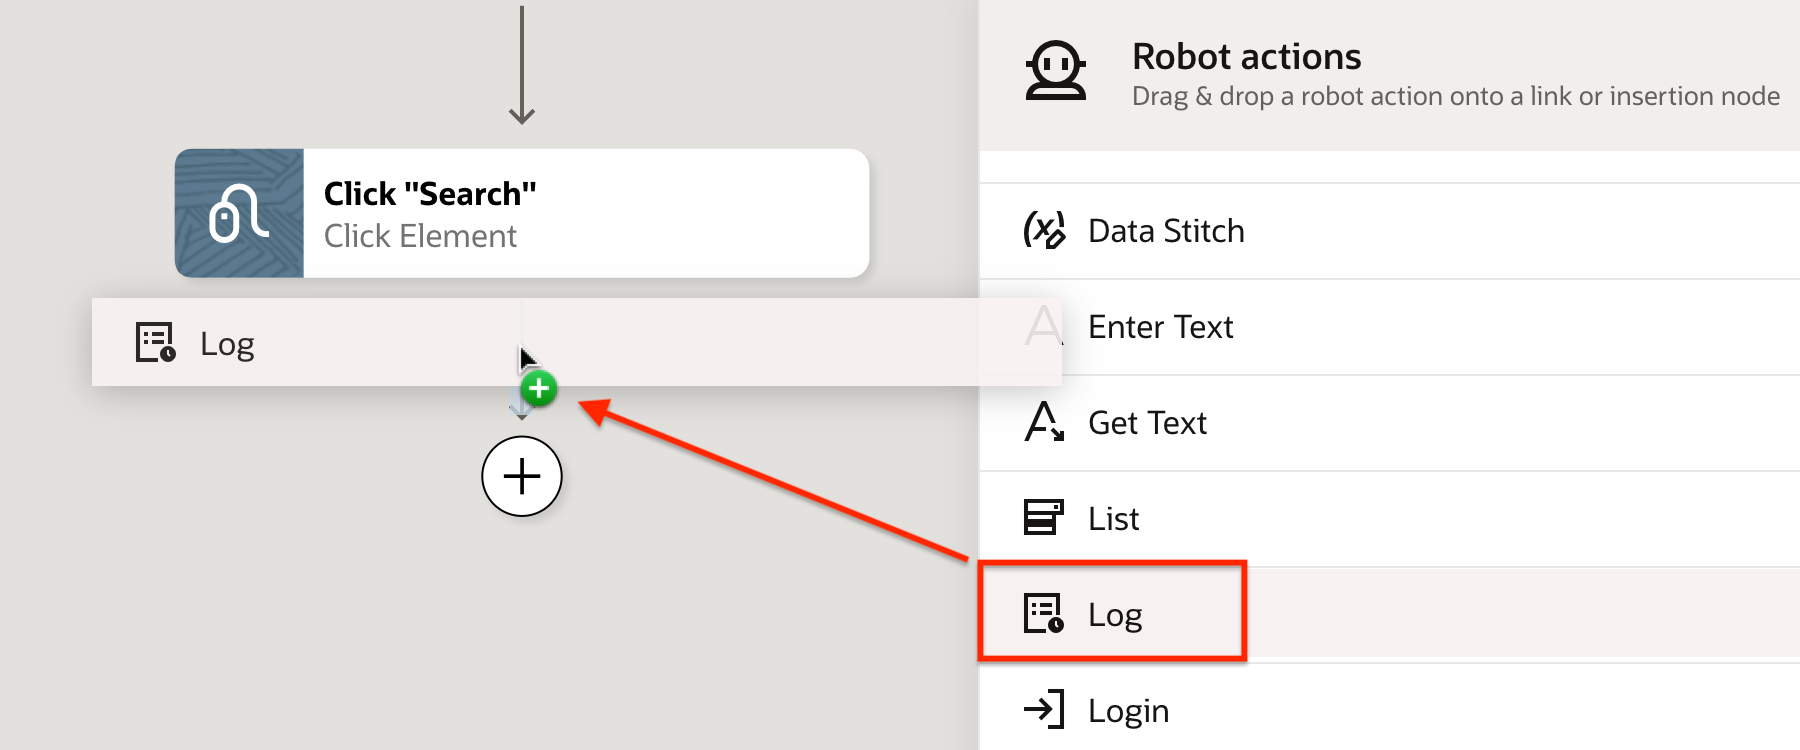 Click "Search"
Click Element
Log
Robot actions
Drag & drop a robot action onto a link or insertion node
Data Stitch
Enter Text
Get Text
List
Log
Login